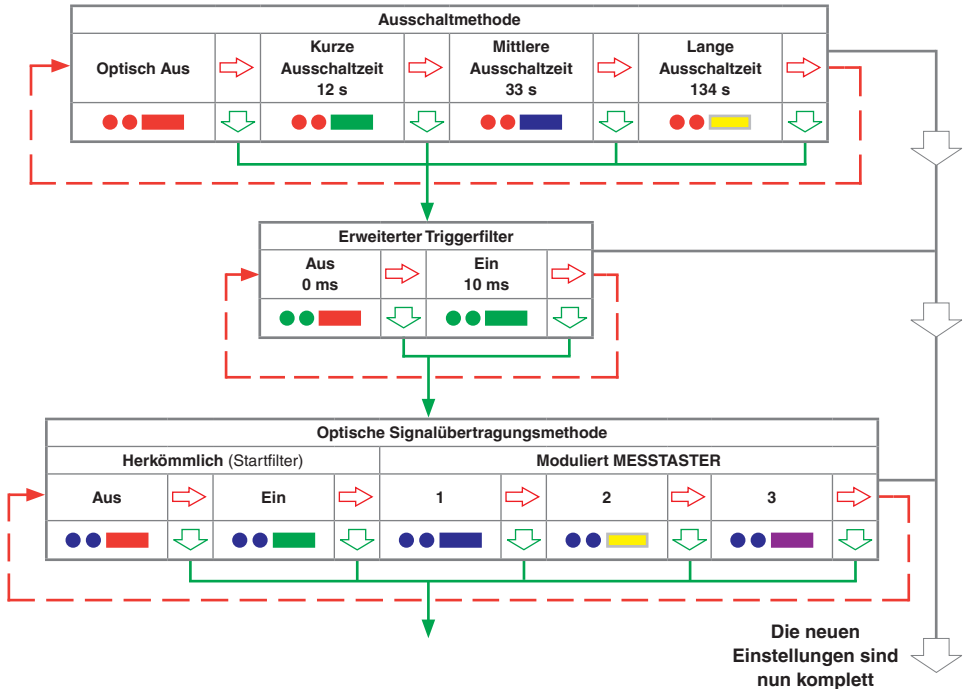 Ausschaltmethode
Optisch Aus
Kurze
Ausschaltzeit
12 s
Mittlere
Ausschaltzeit
33 s
Lange
Ausschaltzeit
134 s
Erweiterter Triggerfilter
Aus
0 ms
Ein
10 ms
Optische Signalübertragungsmethode
Herkömmlich (Startfilter)
Moduliert MESSTASTER
Aus
Ein
1
2
3
Die neuen
Einstellungen sind
nun komplett